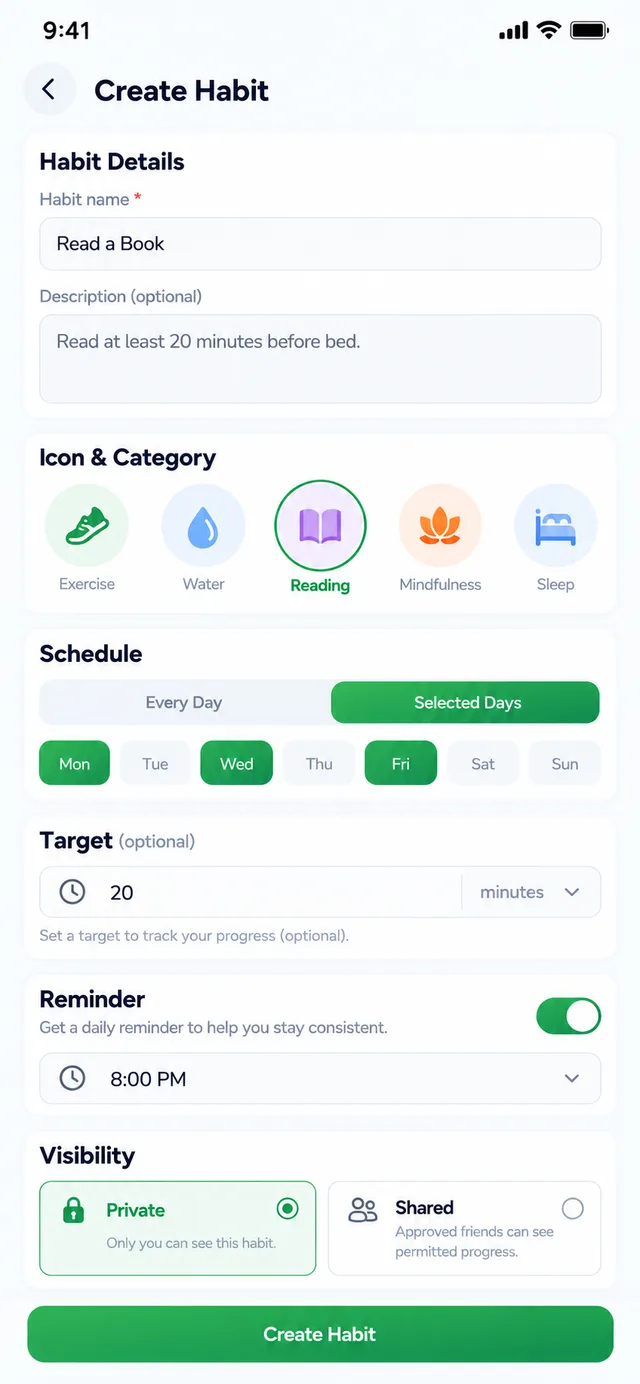 9:41
Create Habit
Habit Details
Habit name *
Read a Book
Description (optional)
Read at least 20 minutes before bed.
Icon & Category
Exercise Water Reading Mindfulness Sleep
Schedule
Every Day Selected Days
Mon Tue Wed Thu Fri Sat Sun
Target (optional)
20 minutes
Set a target to track your progress (optional).
Reminder
Get a daily reminder to help you stay consistent.
8:00 PM
Visibility
Private
Only you can see this habit.
Shared
Approved friends can see
permitted progress.
Create Habit